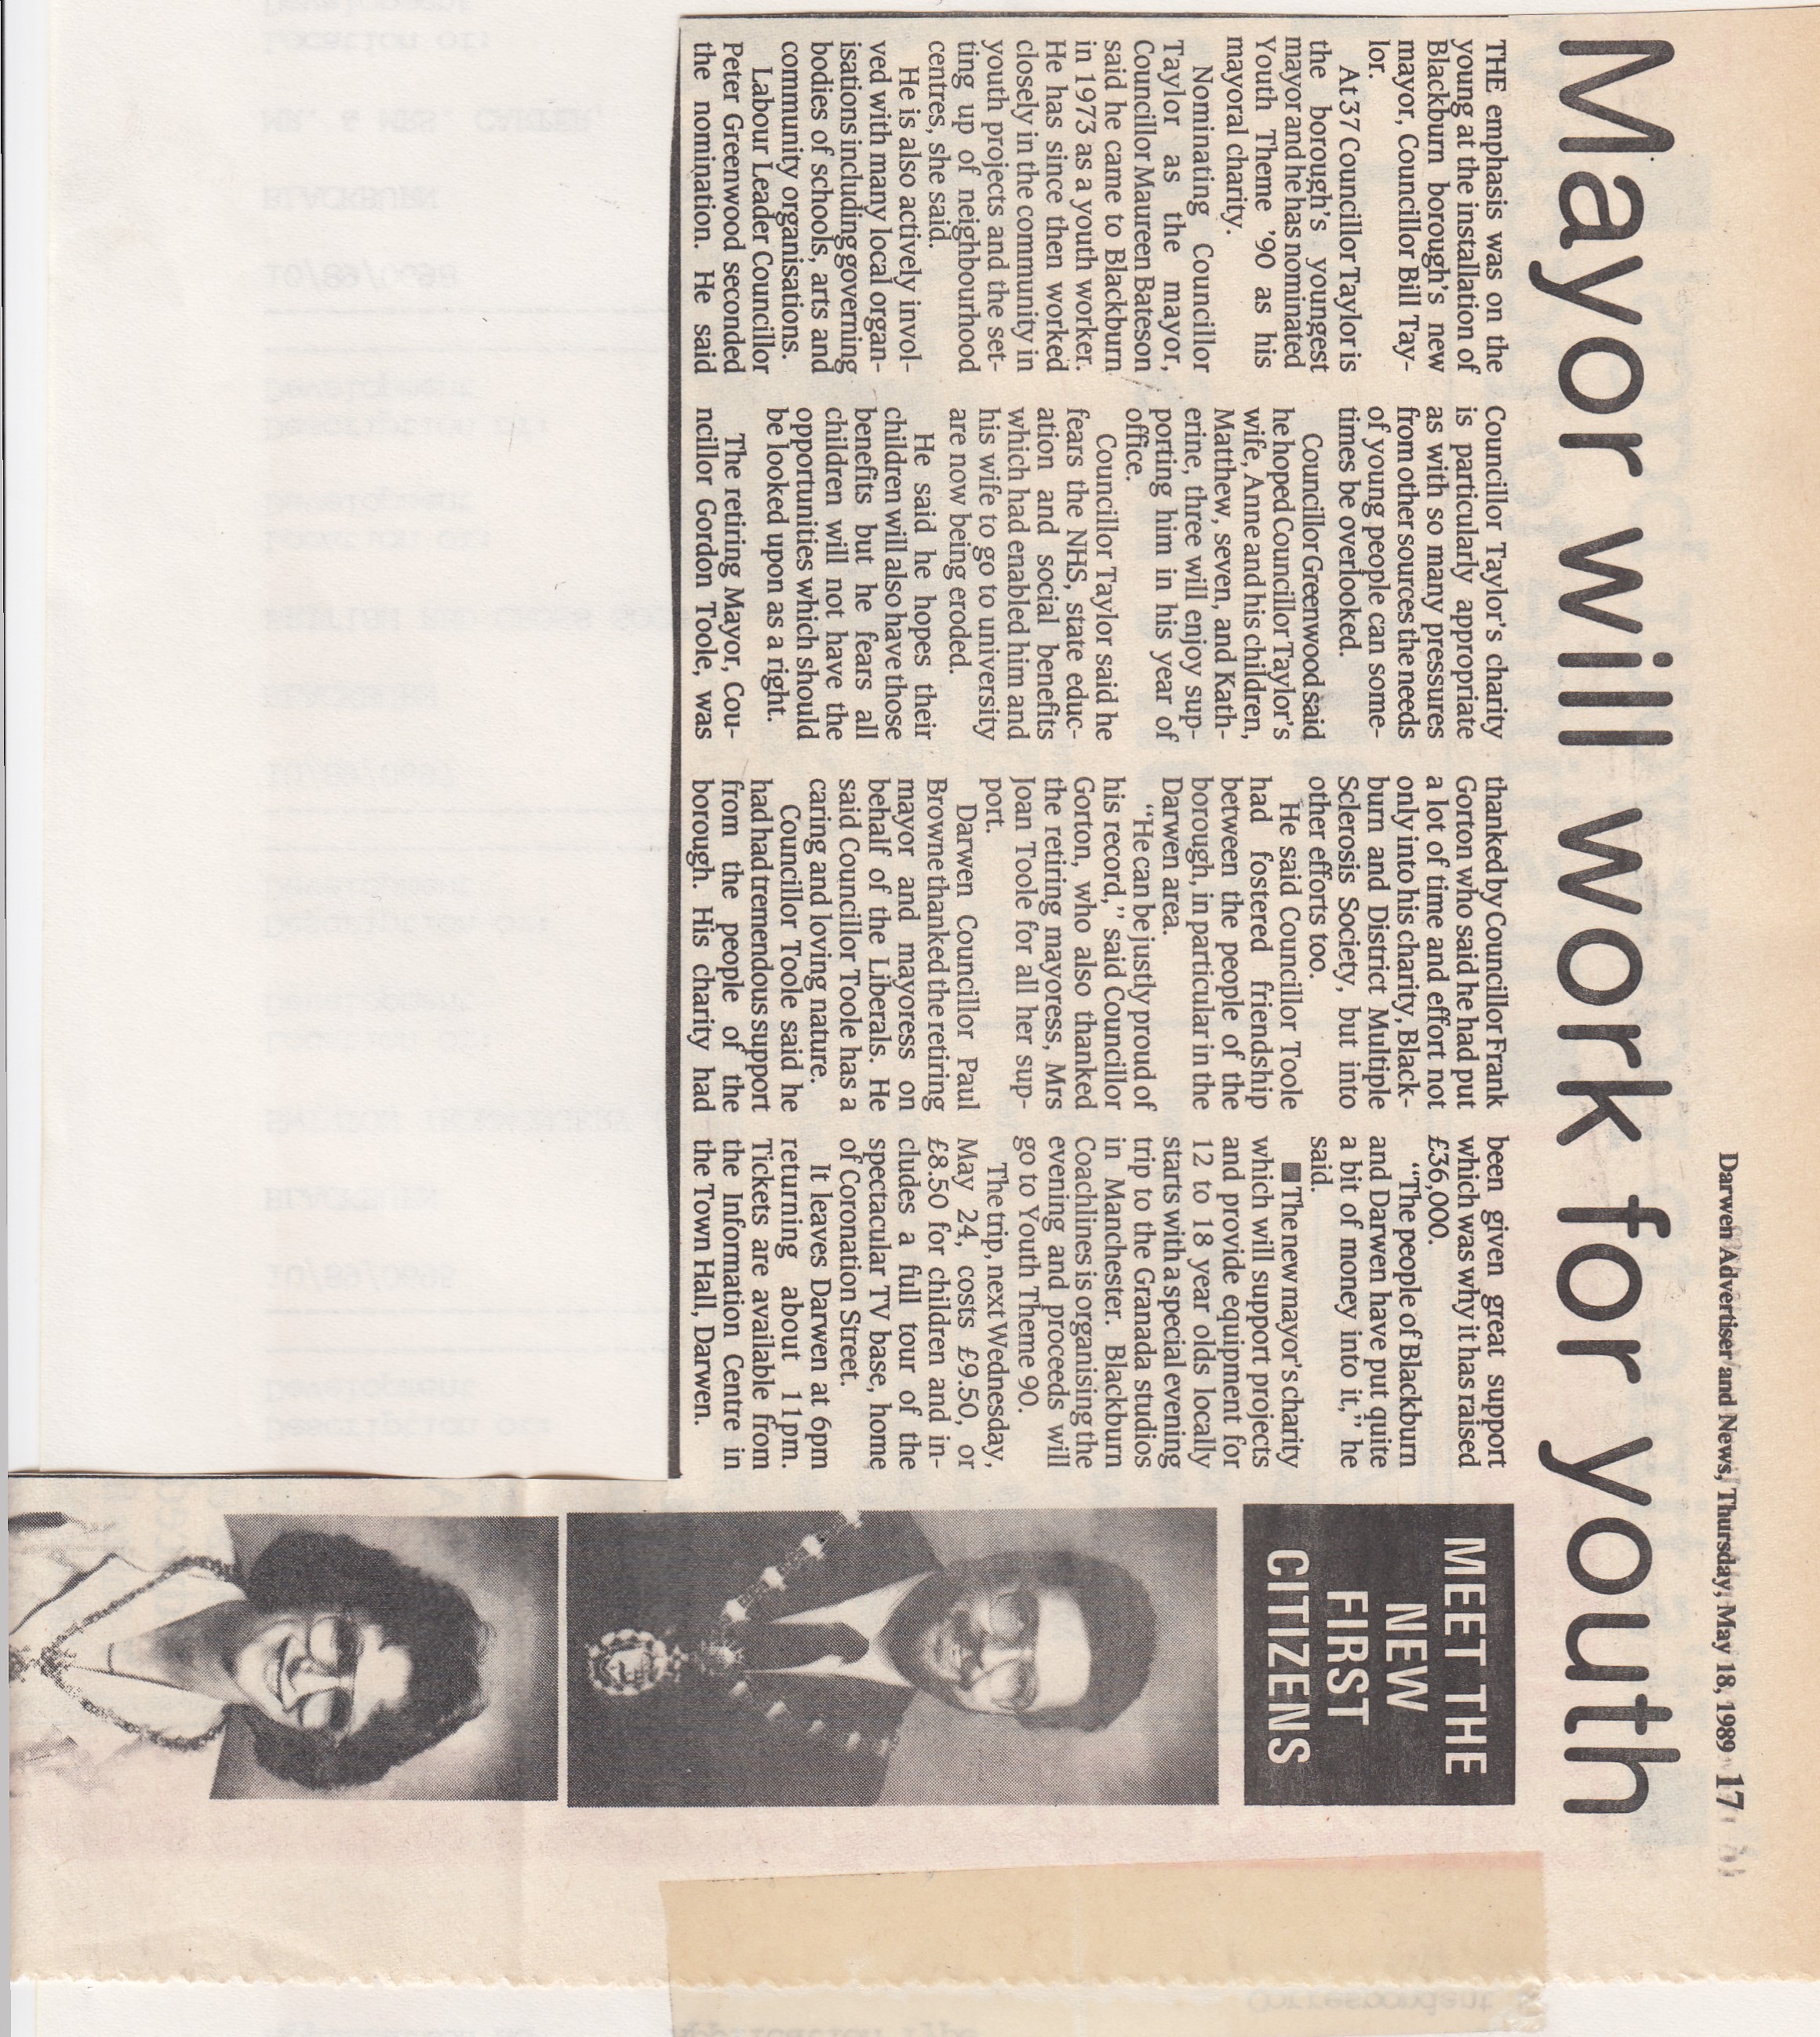 Darwen Advertiser and News, Thursday, May 18, 1989 17
Mayor will work for youth
THE emphasis was on the
young at the installation of
Blackburn borough's new
mayor, Councillor Bill Tay-
lor.
At 37 Councillor Taylor is
the borough's youngest
mayor and he has nominated
Youth Theme '90 as his
mayoral charity.
Nominating Councillor
Taylor as the mayor,
Councillor Maureen Bateson
said he came to Blackburn
in 1973 as a youth worker.
He has since then worked
closely in the community in
youth projects and the set-
ting up of neighbourhood
centres, she said.
He is also actively invol-
ved with many local organ-
isations including governing
bodies of schools, arts and
community organisations.
Labour Leader Councillor
Peter Greenwood seconded
the nomination. He said
Councillor Taylor's charity
is particularly appropriate
as with so many pressures
from other sources the needs
of young people can some-
times be overlooked.
Councillor Greenwood said
he hoped Councillor Taylor's
wife, Anne and his children,
Matthew, seven, and Kath-
erine, three will enjoy sup-
porting him in his year of
office.
Councillor Taylor said he
fears the NHS, state educ-
ation and social benefits
which had enabled him and
his wife to go to university
are now being eroded.
He said he hopes their
children will also have those
benefits but he fears all
children will not have the
opportunities which should
be looked upon as a right.
The retiring Mayor, Cou-
ncillor Gordon Toole, was
thanked by Councillor Frank
Gorton who said he had put
a lot of time and effort not
only into his charity, Black-
burn and District Multiple
Sclerosis Society, but into
other efforts too.
He said Councillor Toole
had fostered friendship
between the people of the
borough, in particular in the
Darwen area.
"He can be justly proud of
his record," said Councillor
Gorton, who also thanked
the retiring mayoress, Mrs
Joan Toole for all her sup-
port.
Darwen Councillor Paul
Browne thanked the retiring
mayor and mayoress on
behalf of the Liberals. He
said Councillor Toole has a
caring and loving nature.
Councillor Toole said he
had had tremendous support
from the people of the
borough. His charity had
been given great support
which was why it has raised
£36,000.
"The people of Blackburn
and Darwen have put quite
a bit of money into it," he
said.
■ The new mayor's charity
which will support projects
and provide equipment for
12 to 18 year olds locally
starts with a special evening
trip to the Granada studios
in Manchester. Blackburn
Coachlines is organising the
evening and proceeds will
go to Youth Theme 90.
The trip, next Wednesday,
May 24, costs £9.50, or
£8.50 for children and in-
cludes a full tour of the
spectacular TV base, home
of Coronation Street.
It leaves Darwen at 6pm
returning about 11pm.
Tickets are available from
the Information Centre in
the Town Hall, Darwen.
MEET THE
NEW
FIRST
CITIZENS